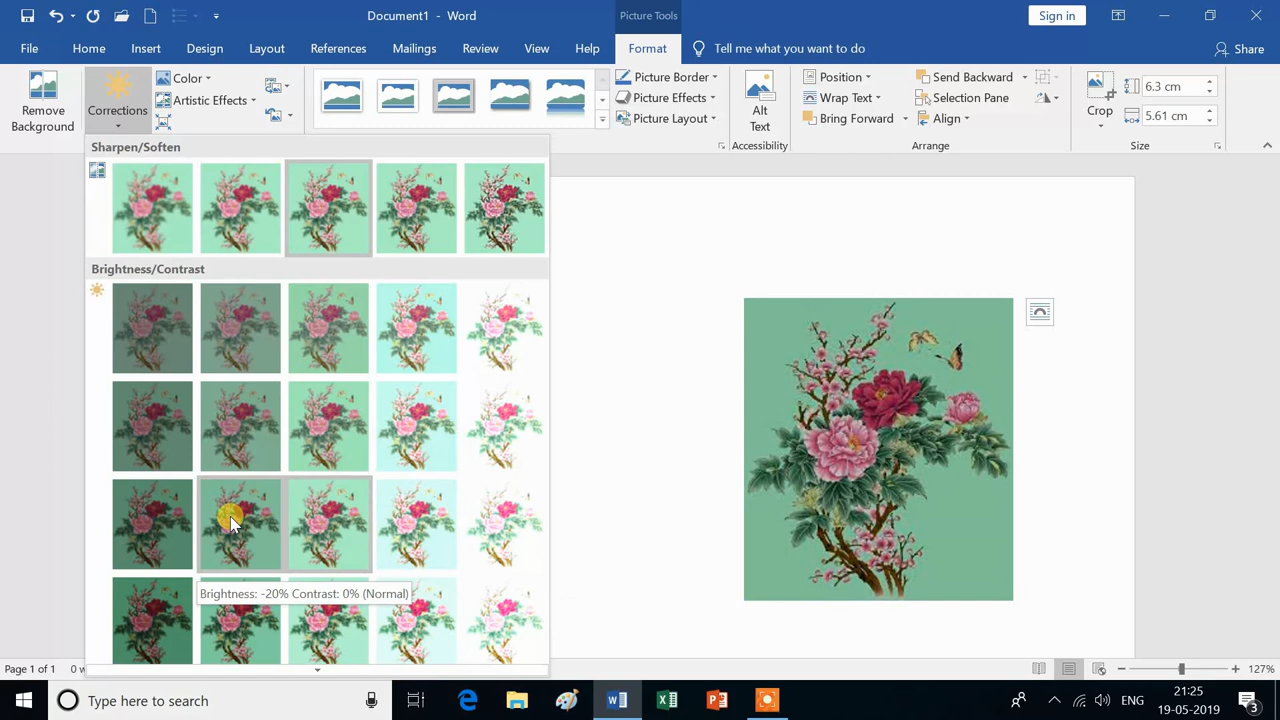 Document1 - Word
Picture Tools
Sign in
File
Home
Insert
Design
Layout
References
Mailings
Review
View
Help
Format
Tell me what you want to do
Share
Remove
Background
Corrections
Color
Artistic Effects
Picture Border
Picture Effects
Picture Layout
Alt
Text
Accessibility
Position
Wrap Text
Bring Forward
Send Backward
Selection Pane
Align
Arrange
Crop
6.3 cm
5.61 cm
Size
Sharpen/Soften
Brightness/Contrast
Brightness: -20% Contrast: 0% (Normal)
Page 1 of 1
0 w
127%
Type here to search
ENG
21:25
19-05-2019
3